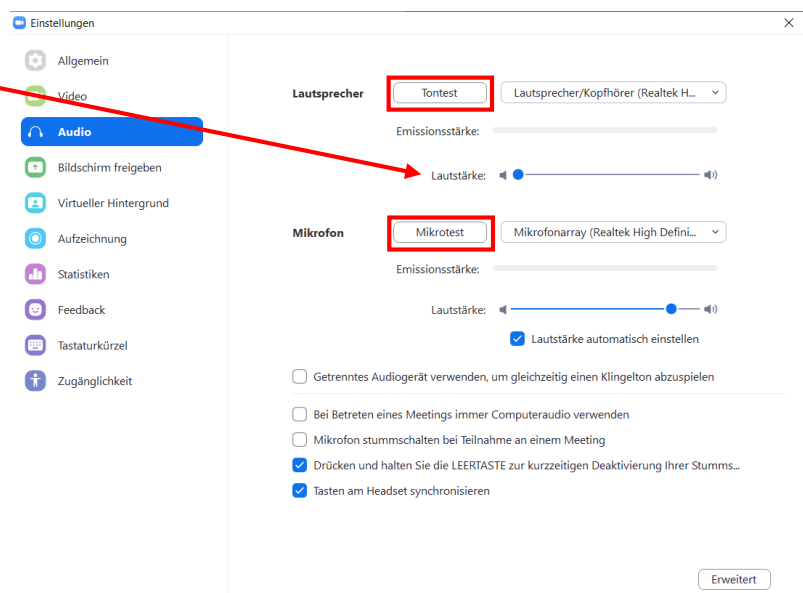 Einstellungen
Allgemein
Video
Audio
Bildschirm freigeben
Virtueller Hintergrund
Aufzeichnung
Statistiken
Feedback
Tastaturkürzel
Zugänglichkeit
Lautsprecher Tontest Lautsprecher/Kopfhörer (Realtek H...
Emissionsstärke:
Lautstärke:
Mikrofon Mikrotest Mikrofonarray (Realtek High Defini...
Emissionsstärke:
Lautstärke:
Lautstärke automatisch einstellen
Getrenntes Audiogerät verwenden, um gleichzeitig einen Klingelton abzuspielen
Bei Betreten eines Meetings immer Computeraudio verwenden
Mikrofon stummschalten bei Teilnahme an einem Meeting
Drücken und halten Sie die LEERTASTE zur kurzzeitigen Deaktivierung Ihrer Stumms...
Tasten am Headset synchronisieren
Erweitert